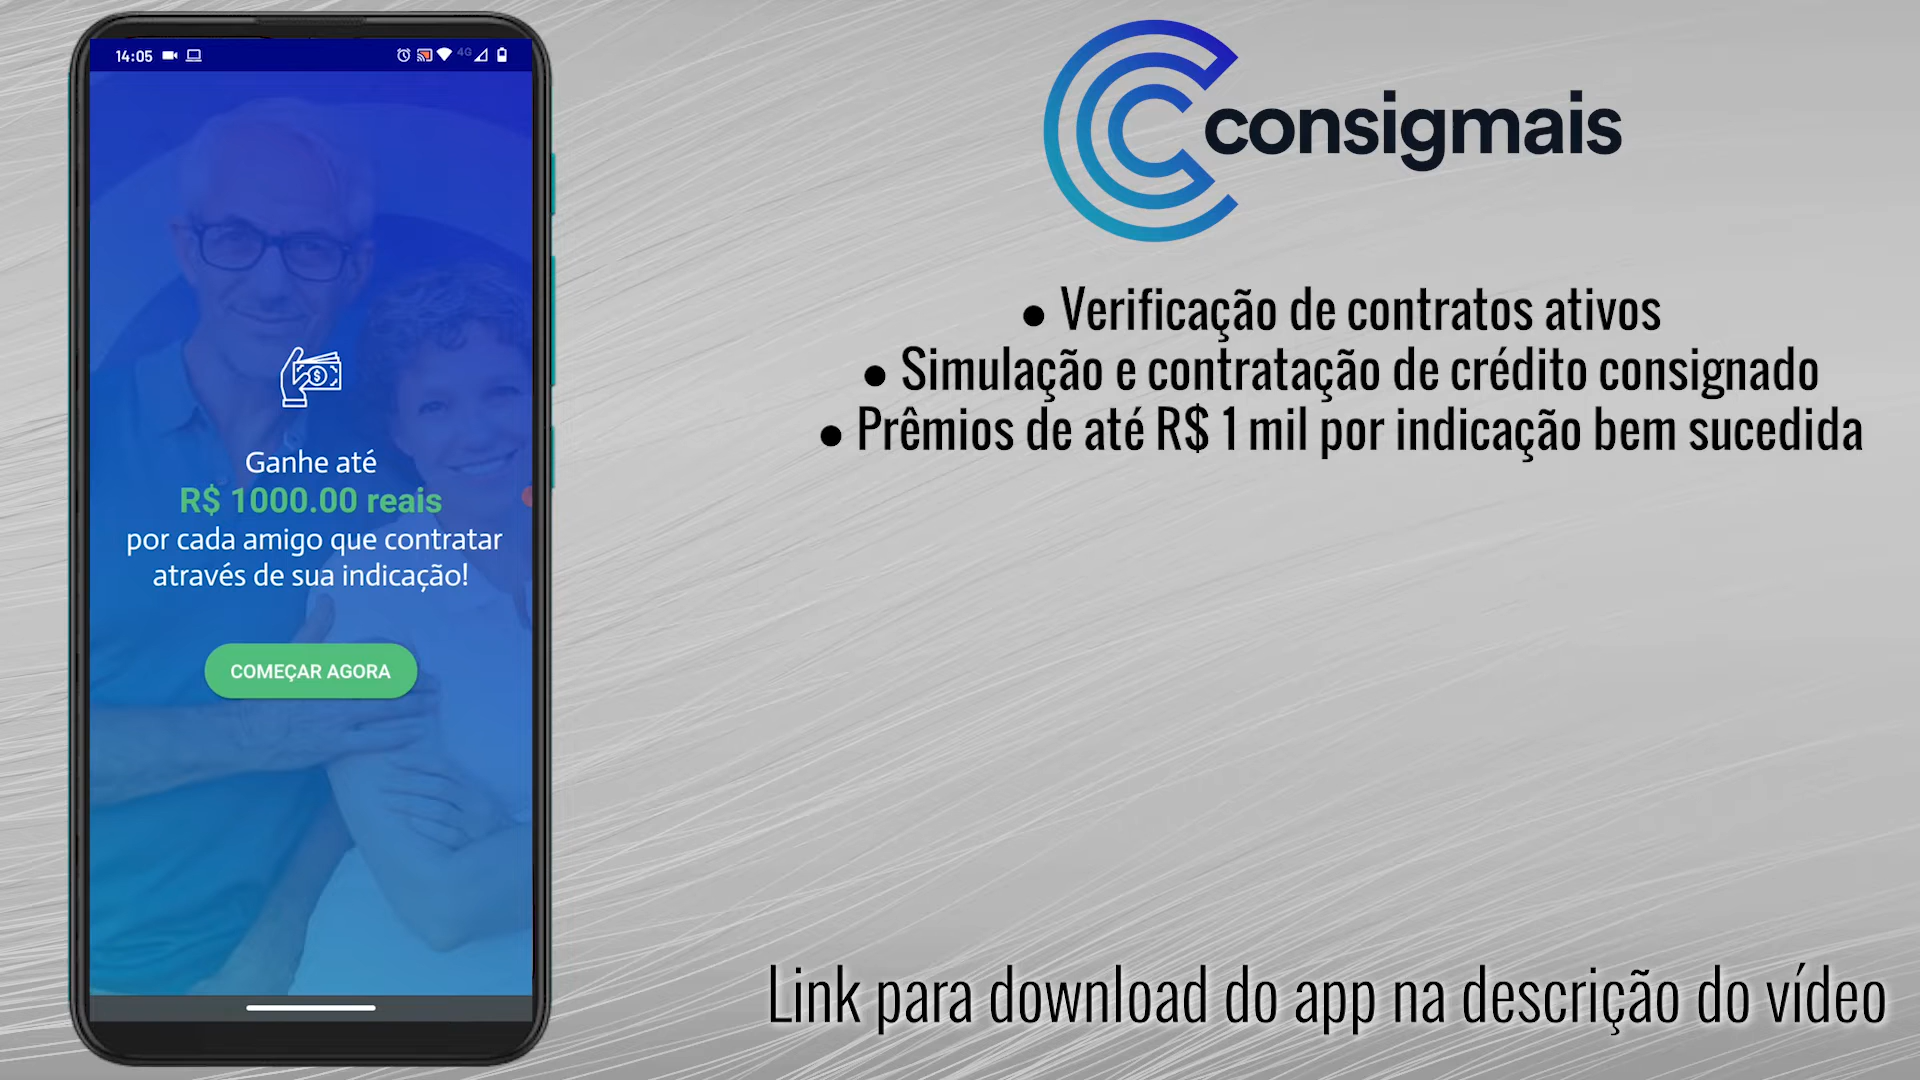 14:05
4G
Ganhe até
R$ 1000.00 reais
por cada amigo que contratar
através de sua indicação!
COMEÇAR AGORA
consigmais
• Verificação de contratos ativos
• Simulação e contratação de crédito consignado
• Prêmios de até R$ 1 mil por indicação bem sucedida
Link para download do app na descrição do vídeo